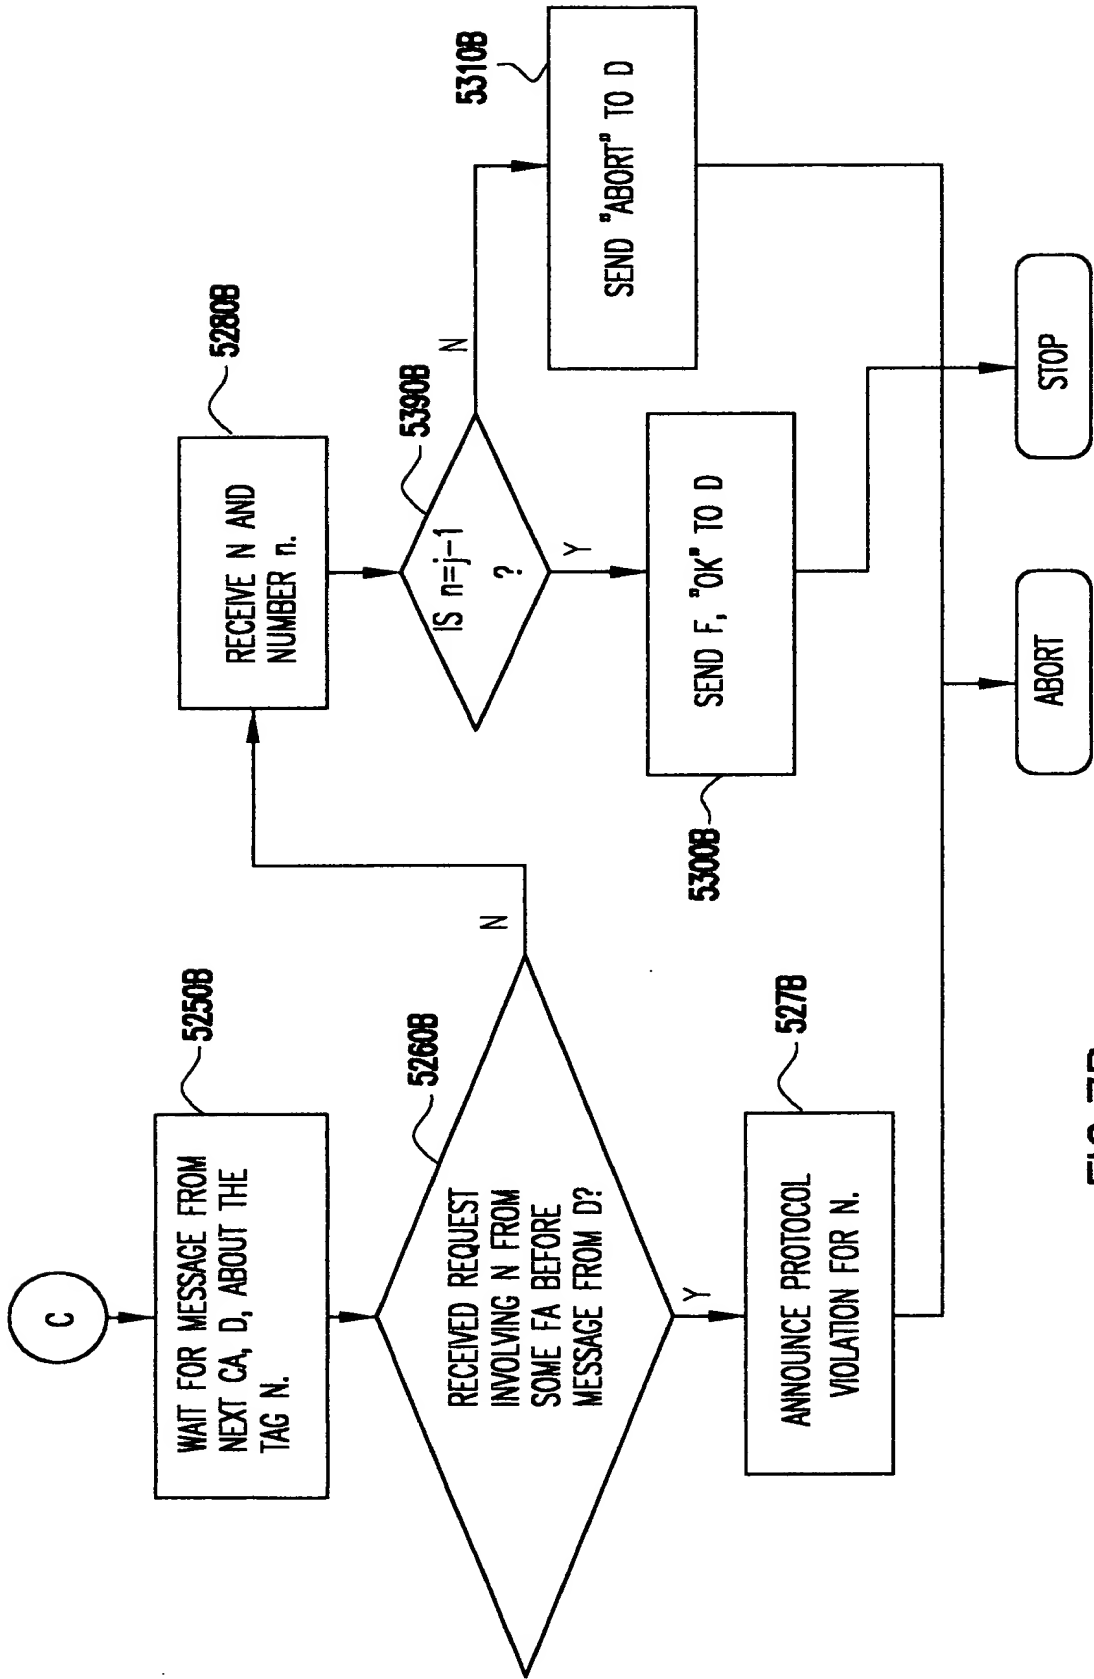 C
5250B
WAIT FOR MESSAGE FROM
NEXT CA, D, ABOUT THE
TAG N.
5260B
RECEIVED REQUEST
INVOLVING N FROM
SOME FA BEFORE
MESSAGE FROM D?
N
Y
527B
ANNOUNCE PROTOCOL
VIOLATION FOR N.
5280B
RECEIVE N AND
NUMBER n.
5390B
IS n=j-1
?
N
Y
5300B
SEND F, "OK" TO D
5310B
SEND "ABORT" TO D
ABORT
STOP